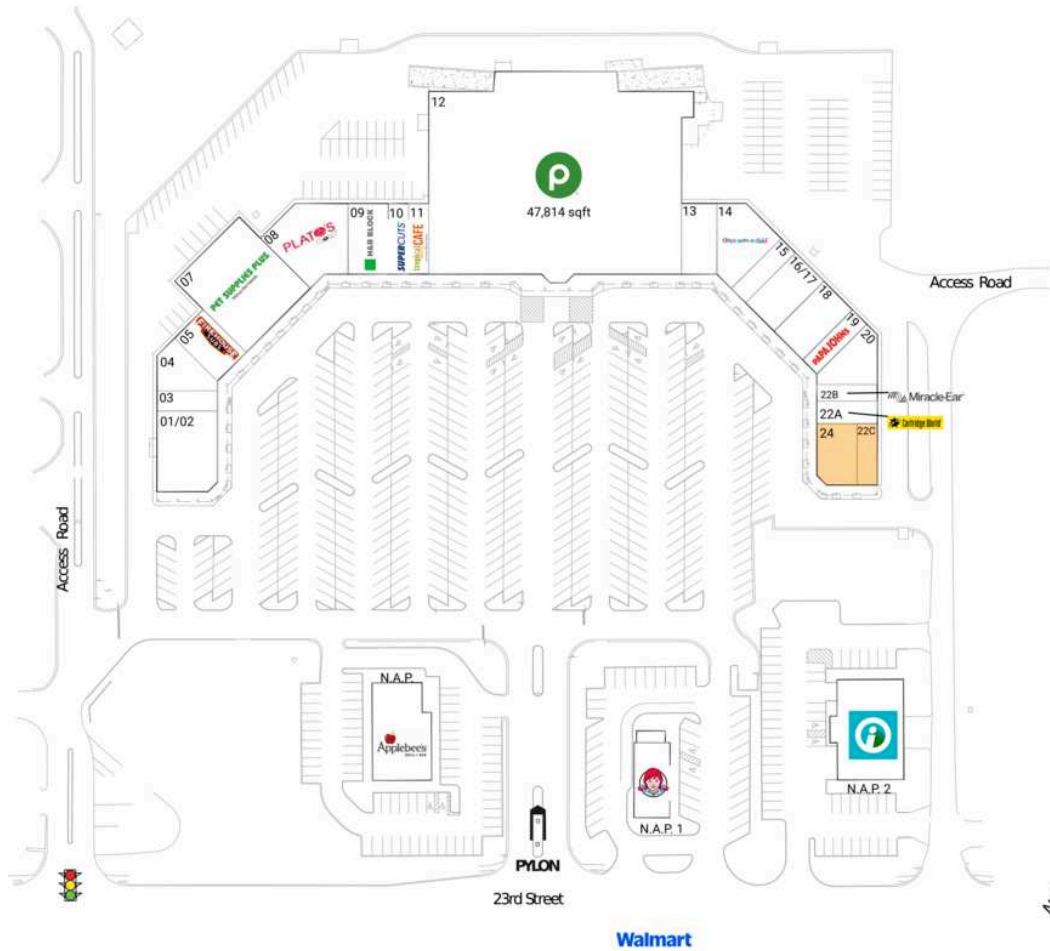 12
47,814 sqft
09
H&R BLOCK
10
SUPERCUTS
11
CAFE
13
14
08
PLATO'S
07
PET SUPPLIES PLUS
15
16/17
18
19
PAPA JOHNS
20
05
FIREHOUSE
SUBS
04
03
01/02
22B
Miracle-Ear
22A
Cartridge World
24
22C
Access Road
Access Road
N.A.P.
Applebee's
N.A.P. 1
N.A.P. 2
PYLON
23rd Street
Walmart